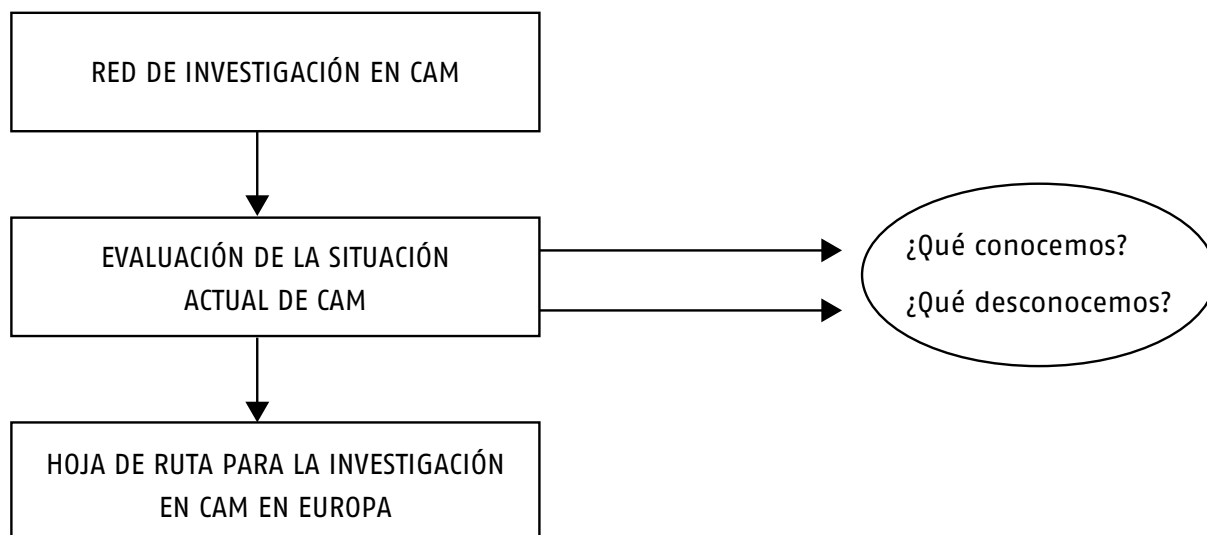 RED DE INVESTIGACIÓN EN CAM
EVALUACIÓN DE LA SITUACIÓN
ACTUAL DE CAM
¿Qué conocemos?
¿Qué desconocemos?
HOJA DE RUTA PARA LA INVESTIGACIÓN
EN CAM EN EUROPA